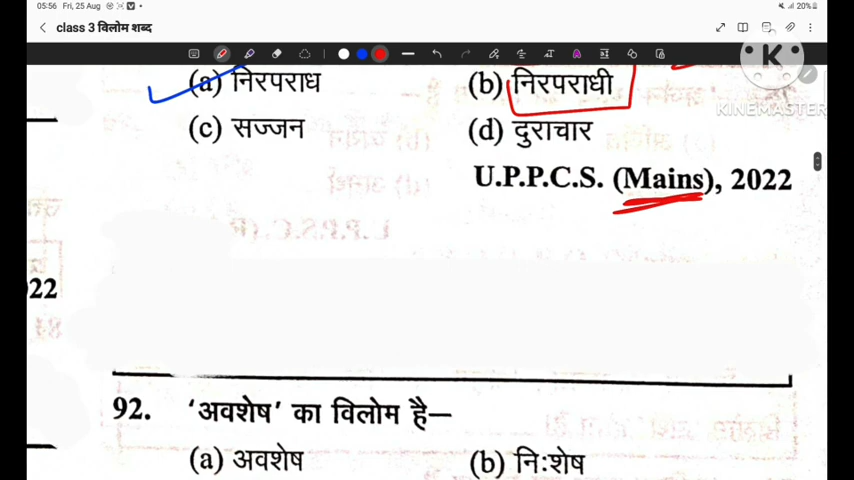 05:56 Fri, 25 Aug
20%
class 3 विलोम शब्द
K
KINEMASTER
(a) निरपराध (b) निरपराधी
(c) सज्जन (d) दुराचार
U.P.P.C.S. (Mains), 2022
22
92. 'अवशेष' का विलोम है—
(a) अवशेष (b) निःशेष